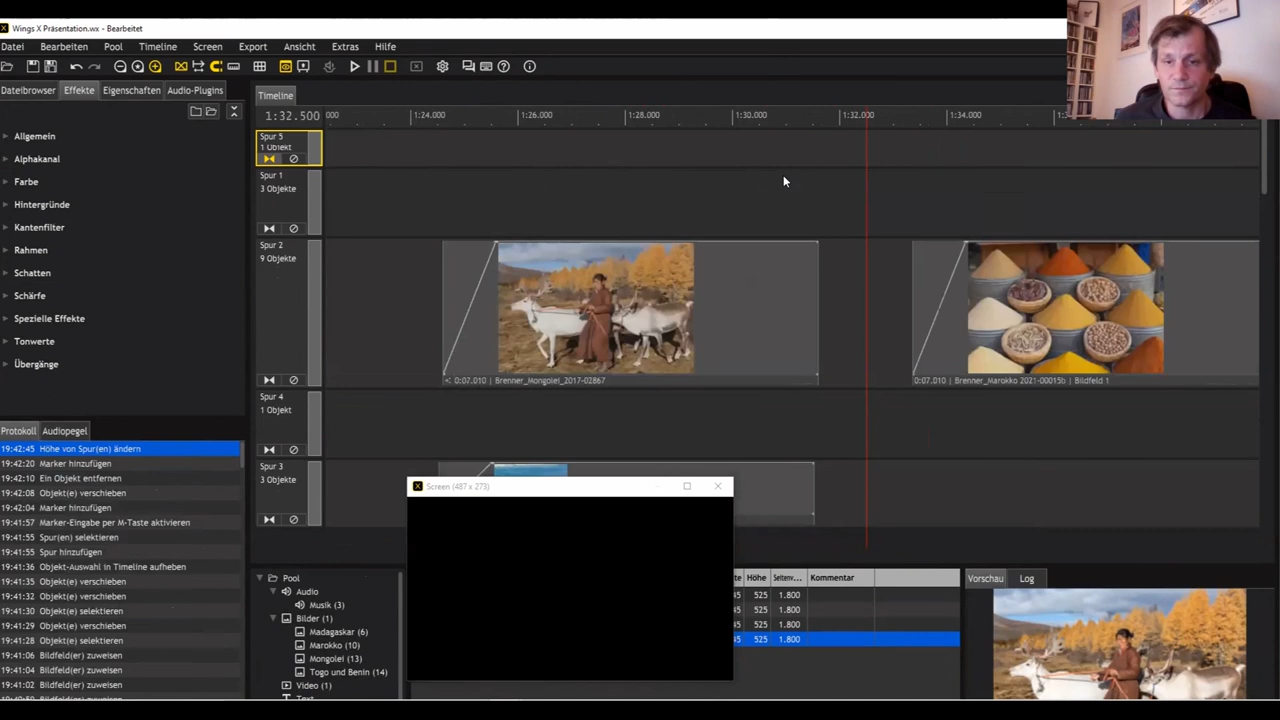 Wings X Präsentation.wx - Bearbeitet
Datei Bearbeiten Pool Timeline Screen Export Ansicht Extras Hilfe
Dateibrowser Effekte Eigenschaften Audio-Plugins
Allgemein
Alphakanal
Farbe
Hintergründe
Kantenfilter
Rahmen
Schatten
Schärfe
Spezielle Effekte
Tonwerte
Übergänge
Protokoll Audiopegel
19:42:45 Höhe von Spur(en) ändern
19:42:20 Marker hinzufügen
19:42:10 Ein Objekt entfernen
19:42:08 Objekt(e) verschieben
19:42:04 Marker hinzufügen
19:41:57 Marker-Eingabe per M-Taste aktivieren
19:41:55 Spur(en) selektieren
19:41:55 Spur hinzufügen
19:41:36 Objekt-Auswahl in Timeline aufheben
19:41:35 Objekt(e) verschieben
19:41:32 Objekt(e) verschieben
19:41:30 Objekt(e) selektieren
19:41:29 Objekt(e) verschieben
19:41:28 Objekt(e) selektieren
19:41:06 Bildfeld(er) zuweisen
19:41:04 Bildfeld(er) zuweisen
19:41:02 Bildfeld(er) zuweisen
Timeline
1:32.500 000 1:24.000 1:26.000 1:28.000 1:30.000 1:32.000 1:34.000
Spur 5
1 Objekt
Spur 1
3 Objekte
Spur 2
9 Objekte
0:07.010 | Brenner_Mongolei_2017-02867
0:07.010 | Brenner_Marokko 2021-00015b | Bildfeld 1
Spur 4
1 Objekt
Spur 3
3 Objekte
Screen (487 x 273)
Pool
Audio
Musik (3)
Bilder (1)
Madagaskar (6)
Marokko (10)
Mongolei (13)
Togo und Benin (14)
Video (1)
Text
Höhe Seitenv... Kommentar
525 1.800
525 1.800
525 1.800
525 1.800
Vorschau Log